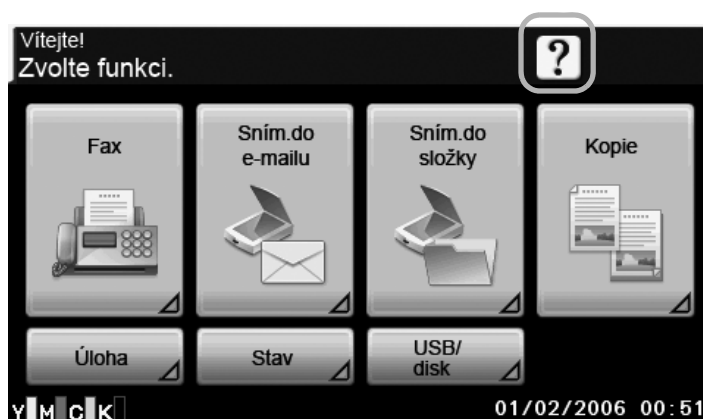 Vítejte!
Zvolte funkci.
?
Fax
Sním.do
e-mailu
Sním.do
složky
Kopie
Úloha
Stav
USB/
disk
Y M C K
01/02/2006 00:51